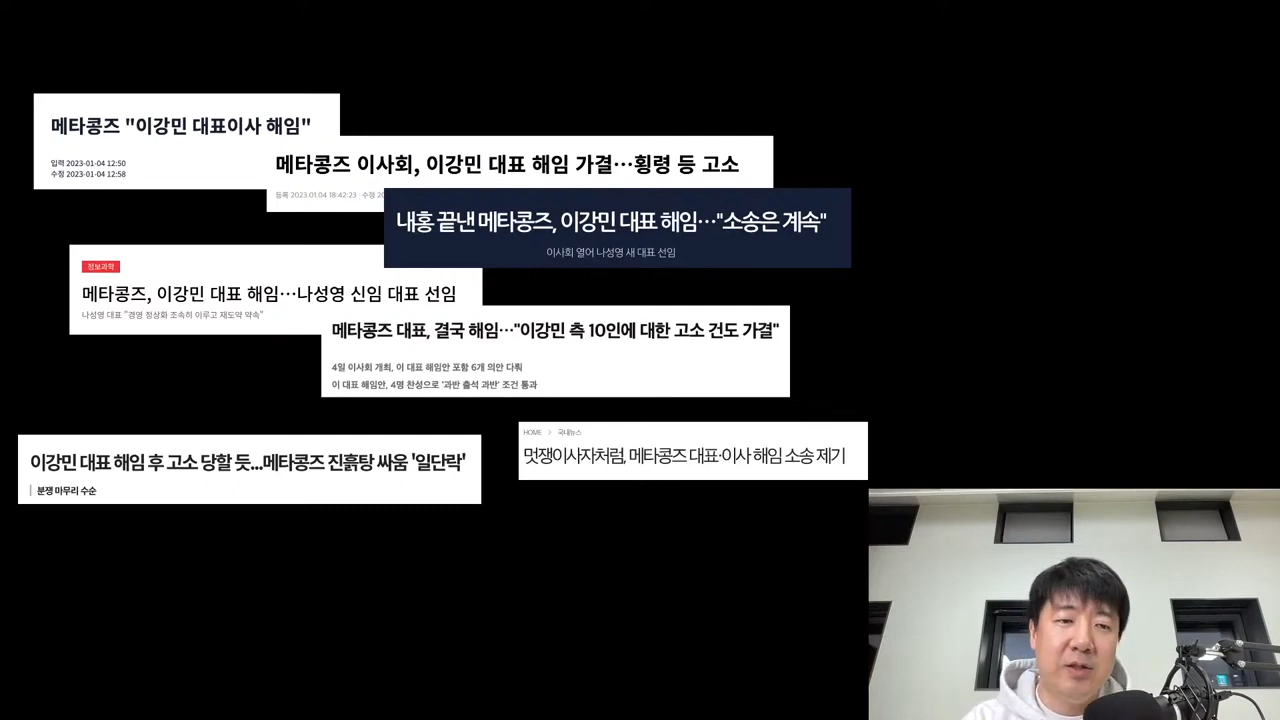 메타콩즈 "이강민 대표이사 해임"
입력 2023-01-04 12:50
수정 2023-01-04 12:58
메타콩즈 이사회, 이강민 대표 해임 가결…횡령 등 고소
등록 2023.01.04 18:42:23 수정 20
내홍 끝낸 메타콩즈, 이강민 대표 해임…"소송은 계속"
이사회 열어 나성영 새 대표 선임
정보과학
메타콩즈, 이강민 대표 해임…나성영 신임 대표 선임
나성영 대표 "경영 정상화 조속히 이루고 재도약 약속"
메타콩즈 대표, 결국 해임…"이강민 측 10인에 대한 고소 건도 가결"
4일 이사회 개최, 이 대표 해임안 포함 6개 의안 다뤄
이 대표 해임안, 4명 찬성으로 '과반 출석 과반' 조건 통과
이강민 대표 해임 후 고소 당할 듯...메타콩즈 진흙탕 싸움 '일단락'
분쟁 마무리 수순
HOME > 국내뉴스
멋쟁이사자처럼, 메타콩즈 대표·이사 해임 소송 제기